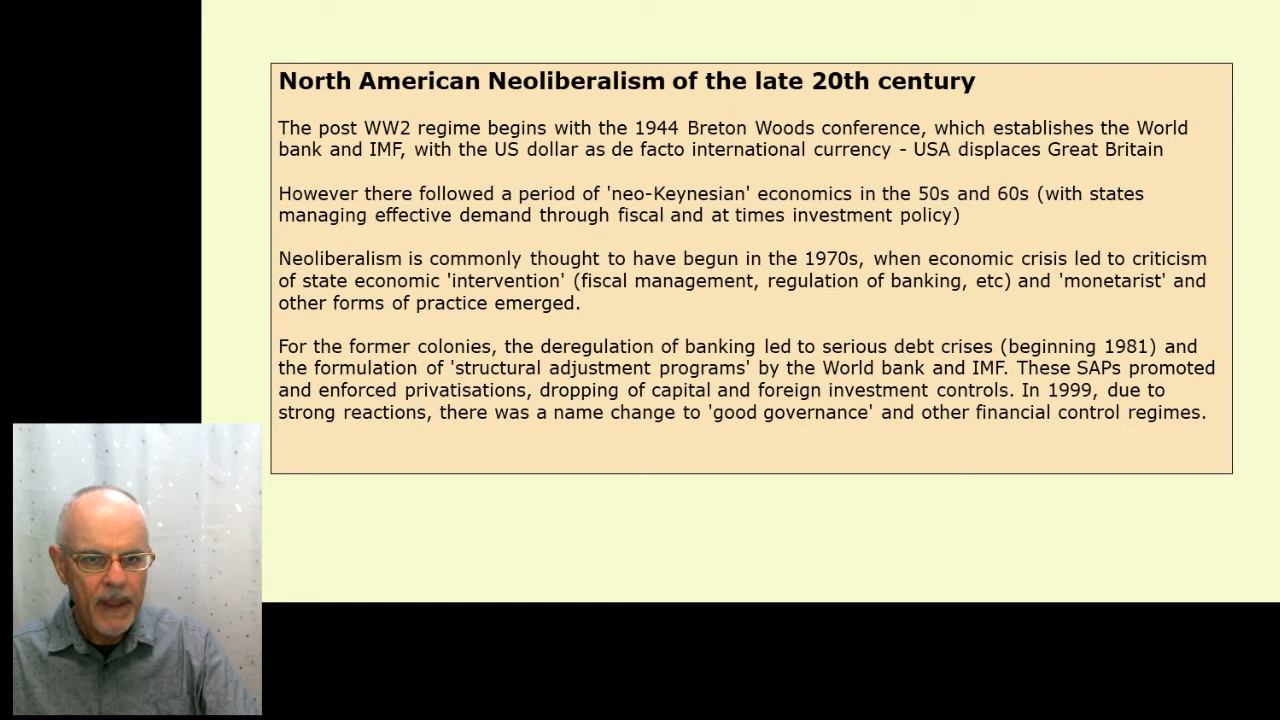 North American Neoliberalism of the late 20th century
The post WW2 regime begins with the 1944 Breton Woods conference, which establishes the World
bank and IMF, with the US dollar as de facto international currency - USA displaces Great Britain
However there followed a period of 'neo-Keynesian' economics in the 50s and 60s (with states
managing effective demand through fiscal and at times investment policy)
Neoliberalism is commonly thought to have begun in the 1970s, when economic crisis led to criticism
of state economic 'intervention' (fiscal management, regulation of banking, etc) and 'monetarist' and
other forms of practice emerged.
For the former colonies, the deregulation of banking led to serious debt crises (beginning 1981) and
the formulation of 'structural adjustment programs' by the World bank and IMF. These SAPs promoted
and enforced privatisations, dropping of capital and foreign investment controls. In 1999, due to
strong reactions, there was a name change to 'good governance' and other financial control regimes.